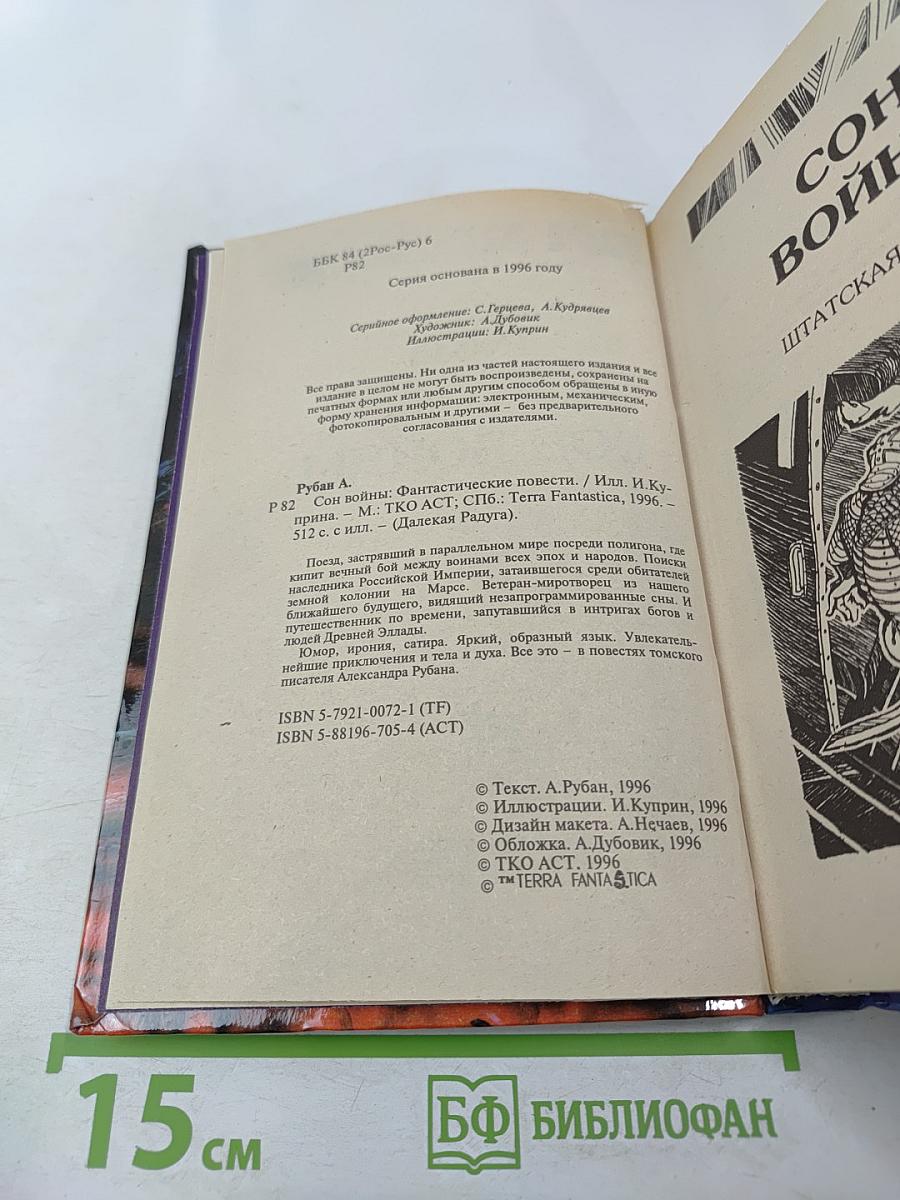 ББК 84 (2Рос-Рус) 6
Р82
Серия основана в 1996 году
Серийное оформление: С.Герцева, А.Кудрявцев
Художник: А.Дубовик
Иллюстрации: И.Куприн
Все права защищены. Ни одна из частей настоящего издания и все
издание в целом не могут быть воспроизведены, сохранены на
печатных формах или любым другим способом обращены в иную
форму хранения информации: электронным, механическим,
фотокопировальным и другими – без предварительного
согласования с издателями.
Рубан А.
Р 82 Сон войны: Фантастические повести. / Илл. И.Ку-
прина. – М.: ТКО АСТ; СПб.: Terra Fantastica, 1996. –
512 с. с илл. – (Далекая Радуга).
Поезд, застрявший в параллельном мире посреди полигона, где
кипит вечный бой между воинами всех эпох и народов. Поиски
наследника Российской Империи, затаившегося среди обитателей
земной колонии на Марсе. Ветеран-миротворец из нашего
ближайшего будущего, видящий незапрограммированные сны. И
путешественник по времени, запутавшийся в интригах богов и
людей Древней Эллады.
Юмор, ирония, сатира. Яркий, образный язык. Увлекатель-
нейшие приключения и тела и духа. Все это – в повестях томского
писателя Александра Рубана.
ISBN 5-7921-0072-1 (TF)
ISBN 5-88196-705-4 (АСТ)
© Текст. А.Рубан, 1996
© Иллюстрации. И.Куприн, 1996
© Дизайн макета. А.Нечаев, 1996
© Обложка. А.Дубовик, 1996
© ТКО АСТ. 1996
© ™ TERRA FANTASTICA
СОН
ВОЙН
ШТАТСКАЯ
15 см
БФ БИБЛИОФАН